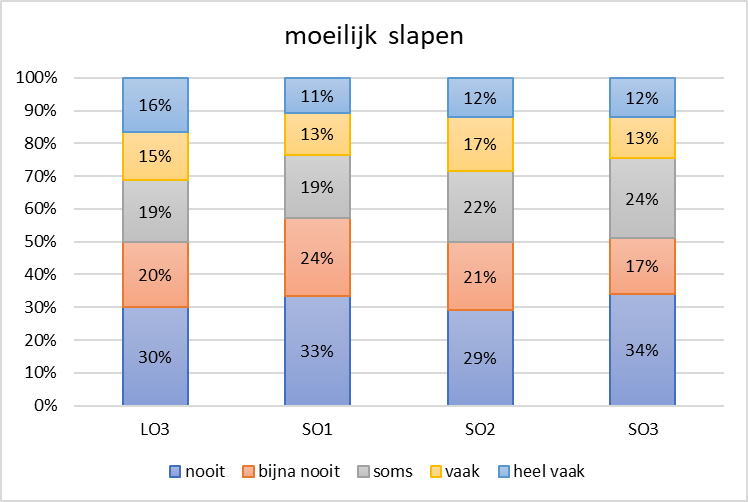 moeilijk slapen
100%
90%
80%
70%
60%
50%
40%
30%
20%
10%
0%
16% 11% 12% 12%
15% 13% 17% 13%
19% 19% 22% 24%
20% 24% 21% 17%
30% 33% 29% 34%
LO3 SO1 SO2 SO3
nooit bijna nooit soms vaak heel vaak